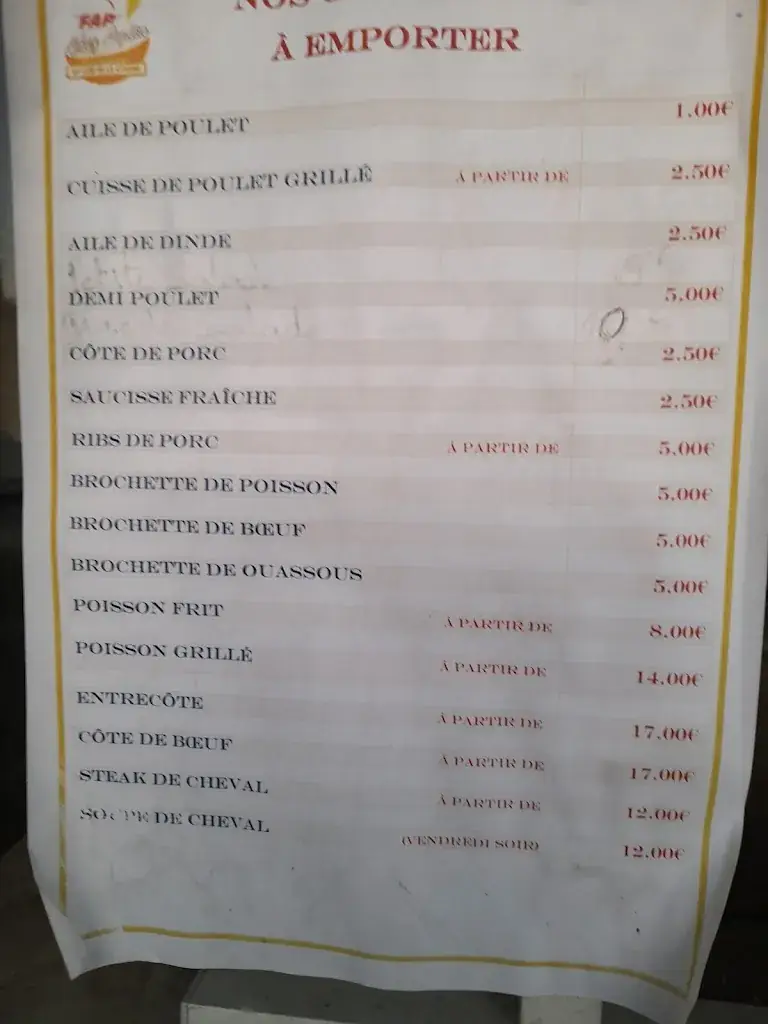 FAP
NOS
À EMPORTER
AILE DE POULET 1.00€
CUISSE DE POULET GRILLÉ À PARTIR DE 2.50€
AILE DE DINDE 2.50€
DEMI POULET 5.00€
CÔTE DE PORC 2.50€
SAUCISSE FRAÎCHE 2.50€
RIBS DE PORC À PARTIR DE 5.00€
BROCHETTE DE POISSON 5.00€
BROCHETTE DE BŒUF 5.00€
BROCHETTE DE OUASSOUS 5.00€
POISSON FRIT À PARTIR DE 8.00€
POISSON GRILLÉ À PARTIR DE 14.00€
ENTRECÔTE À PARTIR DE 17.00€
CÔTE DE BŒUF À PARTIR DE 17.00€
STEAK DE CHEVAL À PARTIR DE 12.00€
SOUPE DE CHEVAL (VENDREDI SOIR) 12.00€